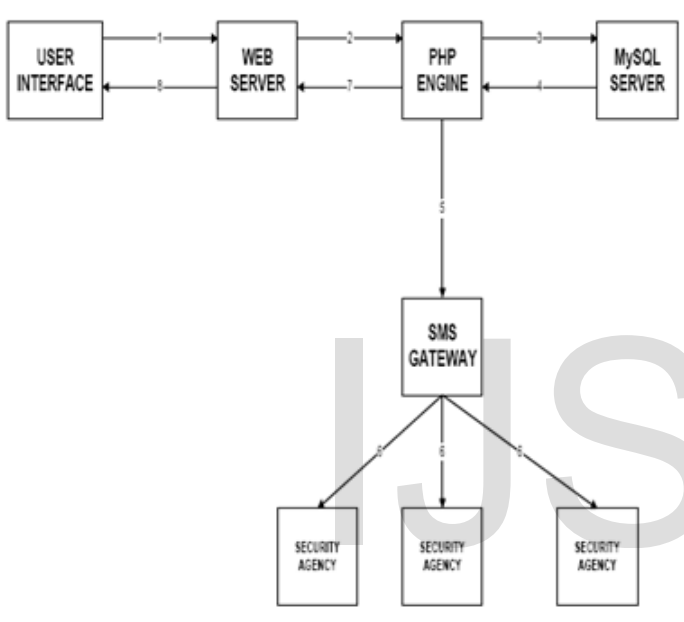 USER
INTERFACE
1
8
WEB
SERVER
2
7
PHP
ENGINE
3
4
MySQL
SERVER
5
SMS
GATEWAY
6
6
6
SECURITY
AGENCY
SECURITY
AGENCY
SECURITY
AGENCY
IJS